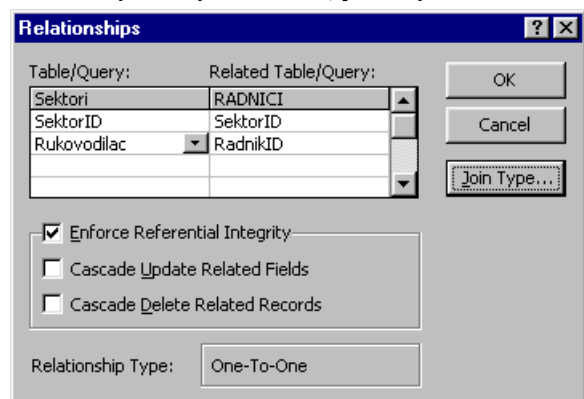 Relationships
Table/Query: Related Table/Query:
Sektori RADNICI
SektorID SektorID
Rukovodilac RadnikID
OK
Cancel
Join Type...
Enforce Referential Integrity
Cascade Update Related Fields
Cascade Delete Related Records
Relationship Type: One-To-One